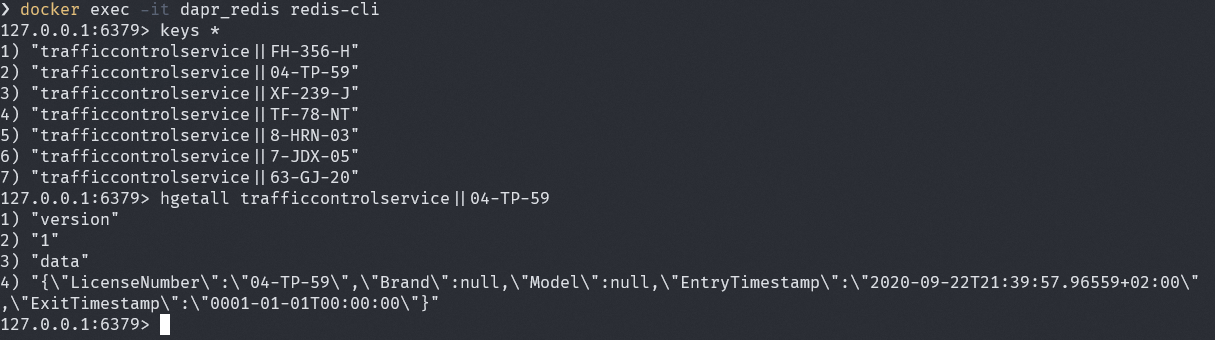 ❯ docker exec -it dapr_redis redis-cli
127.0.0.1:6379> keys *
1) "trafficcontrolservice||FH-356-H"
2) "trafficcontrolservice||04-TP-59"
3) "trafficcontrolservice||XF-239-J"
4) "trafficcontrolservice||TF-78-NT"
5) "trafficcontrolservice||8-HRN-03"
6) "trafficcontrolservice||7-JDX-05"
7) "trafficcontrolservice||63-GJ-20"
127.0.0.1:6379> hgetall trafficcontrolservice||04-TP-59
1) "version"
2) "1"
3) "data"
4) "{\"LicenseNumber\":\"04-TP-59\",\"Brand\":null,\"Model\":null,\"EntryTimestamp\":\"2020-09-22T21:39:57.96559+02:00\"
,\"ExitTimestamp\":\"0001-01-01T00:00:00\"}"
127.0.0.1:6379>